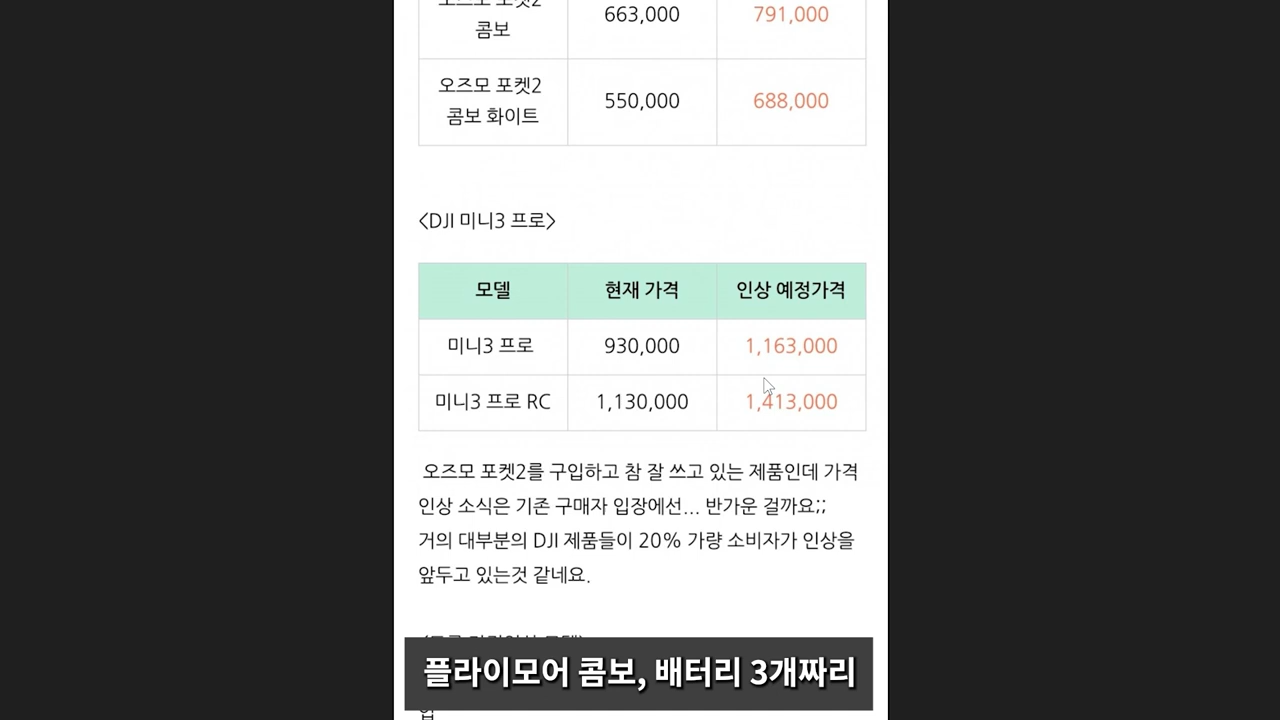 오즈모 포켓2
콤보
663,000
791,000
오즈모 포켓2
콤보 화이트
550,000
688,000
<DJI 미니3 프로>
모델
현재 가격
인상 예정가격
미니3 프로
930,000
1,163,000
미니3 프로 RC
1,130,000
1,413,000
오즈모 포켓2를 구입하고 참 잘 쓰고 있는 제품인데 가격
인상 소식은 기존 구매자 입장에선... 반가운 걸까요;;
거의 대부분의 DJI 제품들이 20% 가량 소비자가 인상을
앞두고 있는것 같네요.
플라이모어 콤보, 배터리 3개짜리